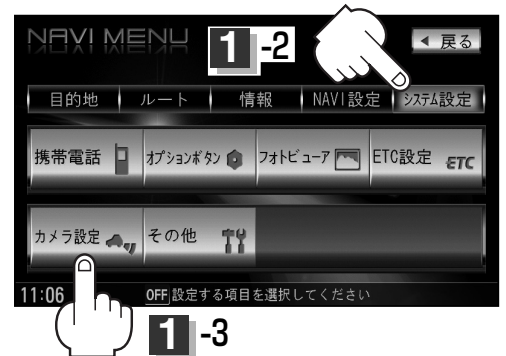 NAVI MENU
1 -2
戻る
目的地 ルート 情報 NAVI設定 システム設定
携帯電話 オプションボタン フォトビューア ETC設定 ETC
カメラ設定 その他
11:06 OFF 設定する項目を選択してください
1 -3